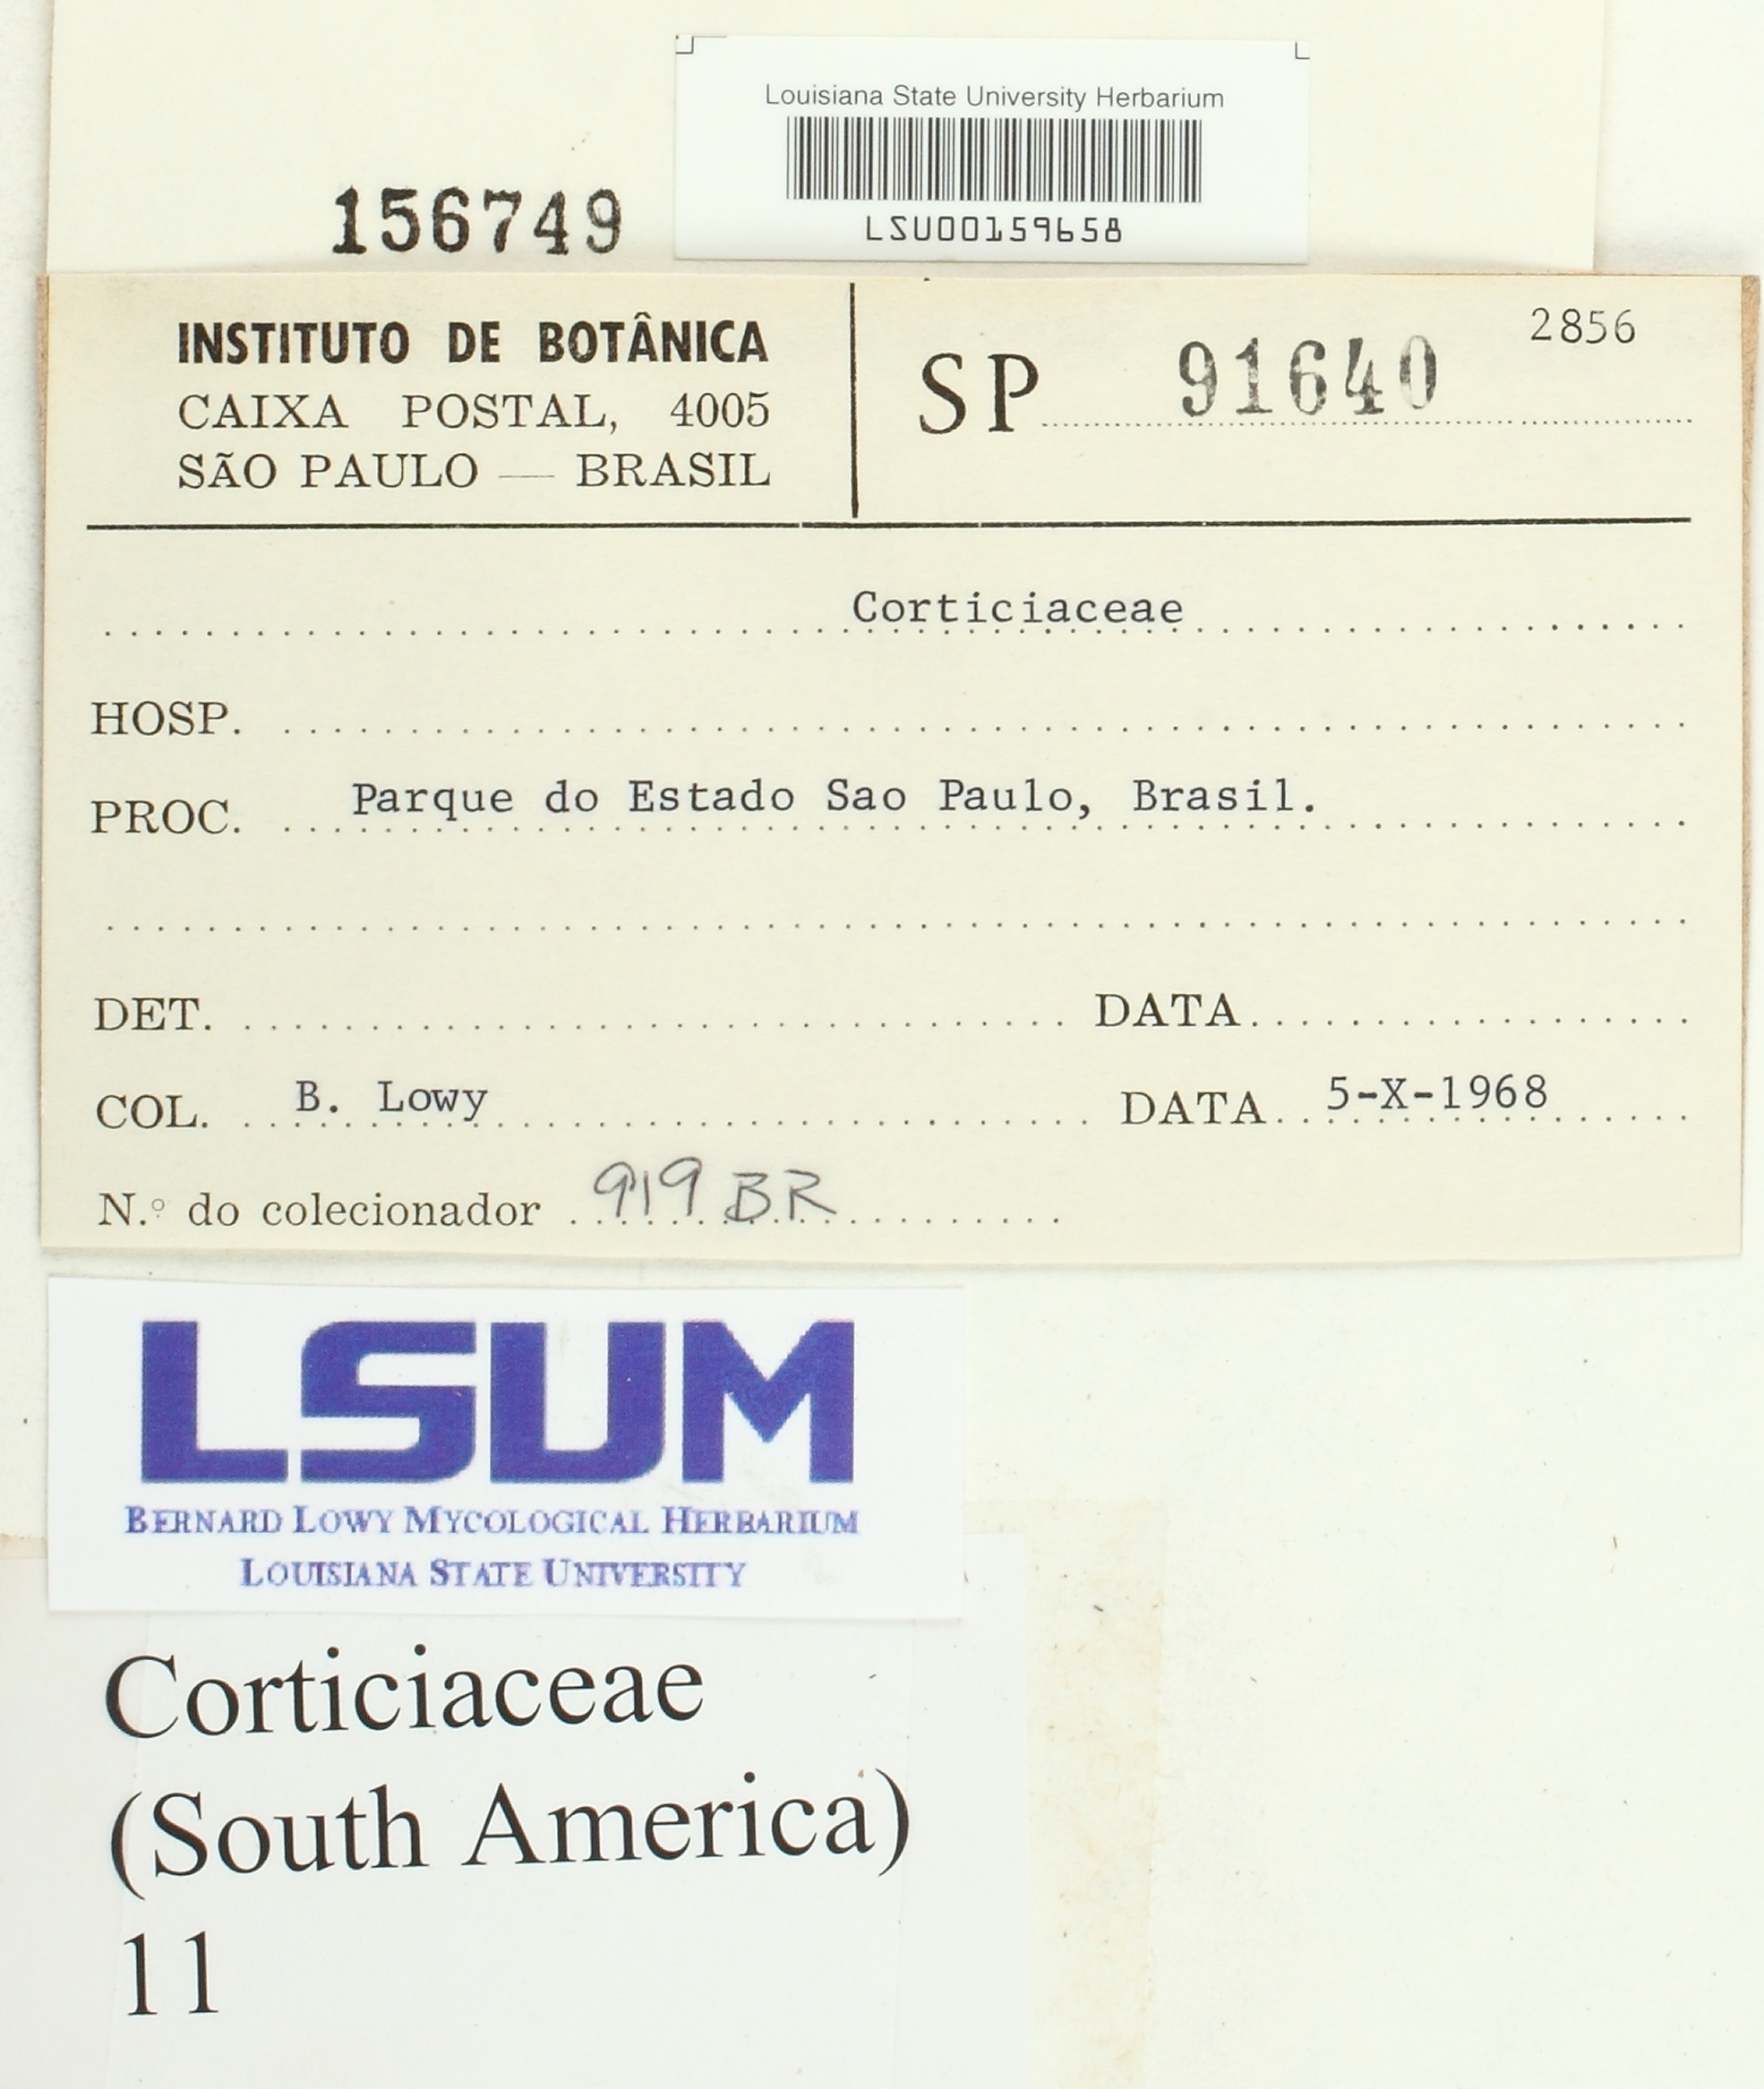 Louisiana State University Herbarium
LSU00159658
156749
INSTITUTO DE BOTÂNICA
CAIXA POSTAL, 4005
SÃO PAULO — BRASIL
SP 91640
2856
Corticiaceae
HOSP.
PROC. Parque do Estado Sao Paulo, Brasil.
DET. DATA
COL. B. Lowy DATA 5-X-1968
N.º do colecionador 919 BR
LSUM
BERNARD LOWY MYCOLOGICAL HERBARIUM
LOUISIANA STATE UNIVERSITY
Corticiaceae
(South America)
11